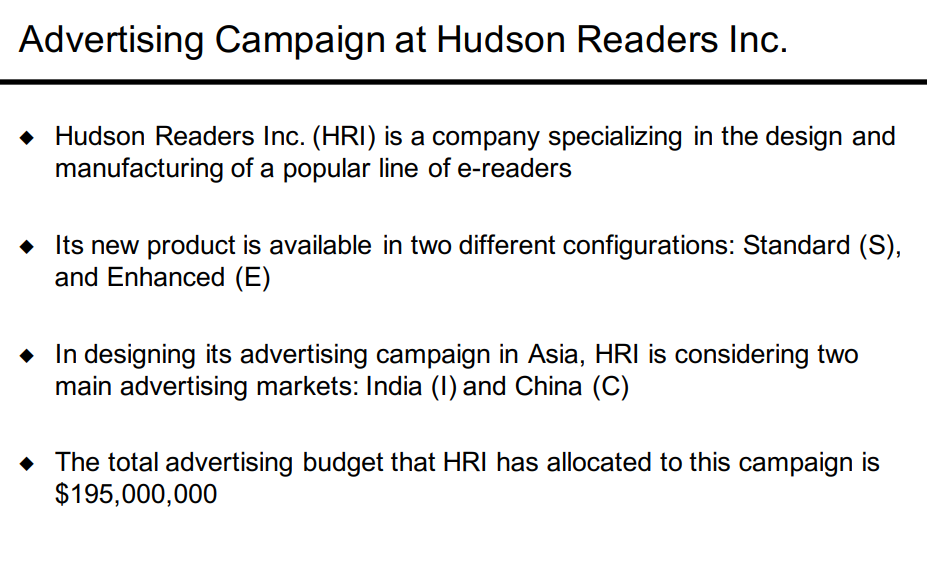 Advertising Campaign at Hudson Readers Inc.
◆ Hudson Readers Inc. (HRI) is a company specializing in the design and
manufacturing of a popular line of e-readers
◆ Its new product is available in two different configurations: Standard (S),
and Enhanced (E)
◆ In designing its advertising campaign in Asia, HRI is considering two
main advertising markets: India (I) and China (C)
◆ The total advertising budget that HRI has allocated to this campaign is
$195,000,000